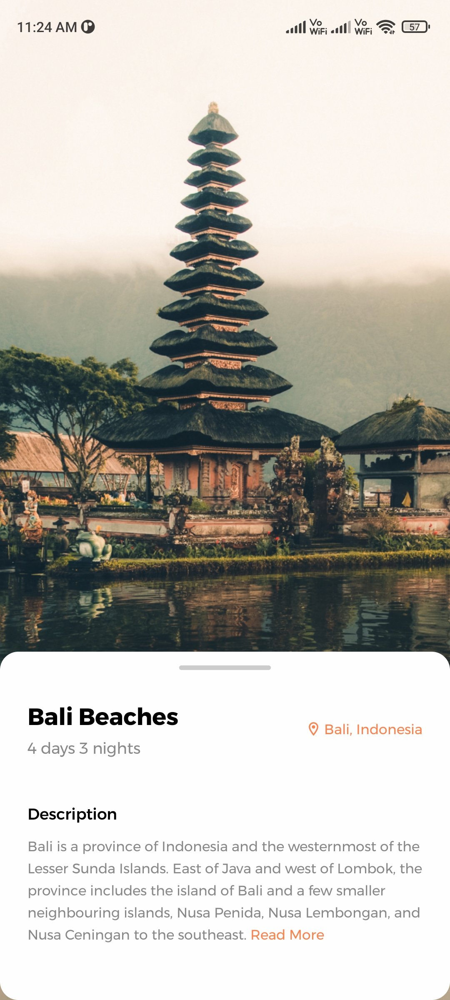 11:24 AM
Vo WiFi
Vo WiFi
57
Bali Beaches
4 days 3 nights
Bali, Indonesia
Description
Bali is a province of Indonesia and the westernmost of the
Lesser Sunda Islands. East of Java and west of Lombok, the
province includes the island of Bali and a few smaller
neighbouring islands, Nusa Penida, Nusa Lembongan, and
Nusa Ceningan to the southeast. Read More